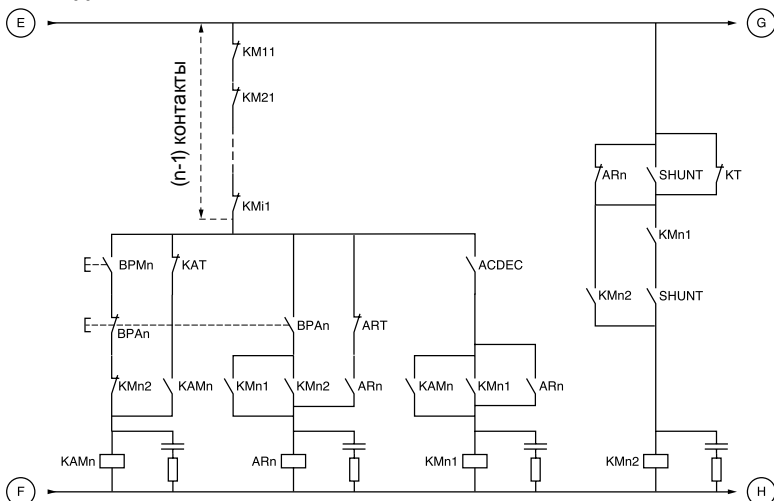 E
G
KM11
KM21
(n-1) контакты
KMi1
ARn
SHUNT
KT
KMn1
BPMn
KAT
ACDEC
KMn2
SHUNT
BPAn
BPAn
ART
KMn2
KAMn
KMn1
KMn2
ARn
KAMn
KMn1
ARn
KAMn
ARn
KMn1
KMn2
F
H